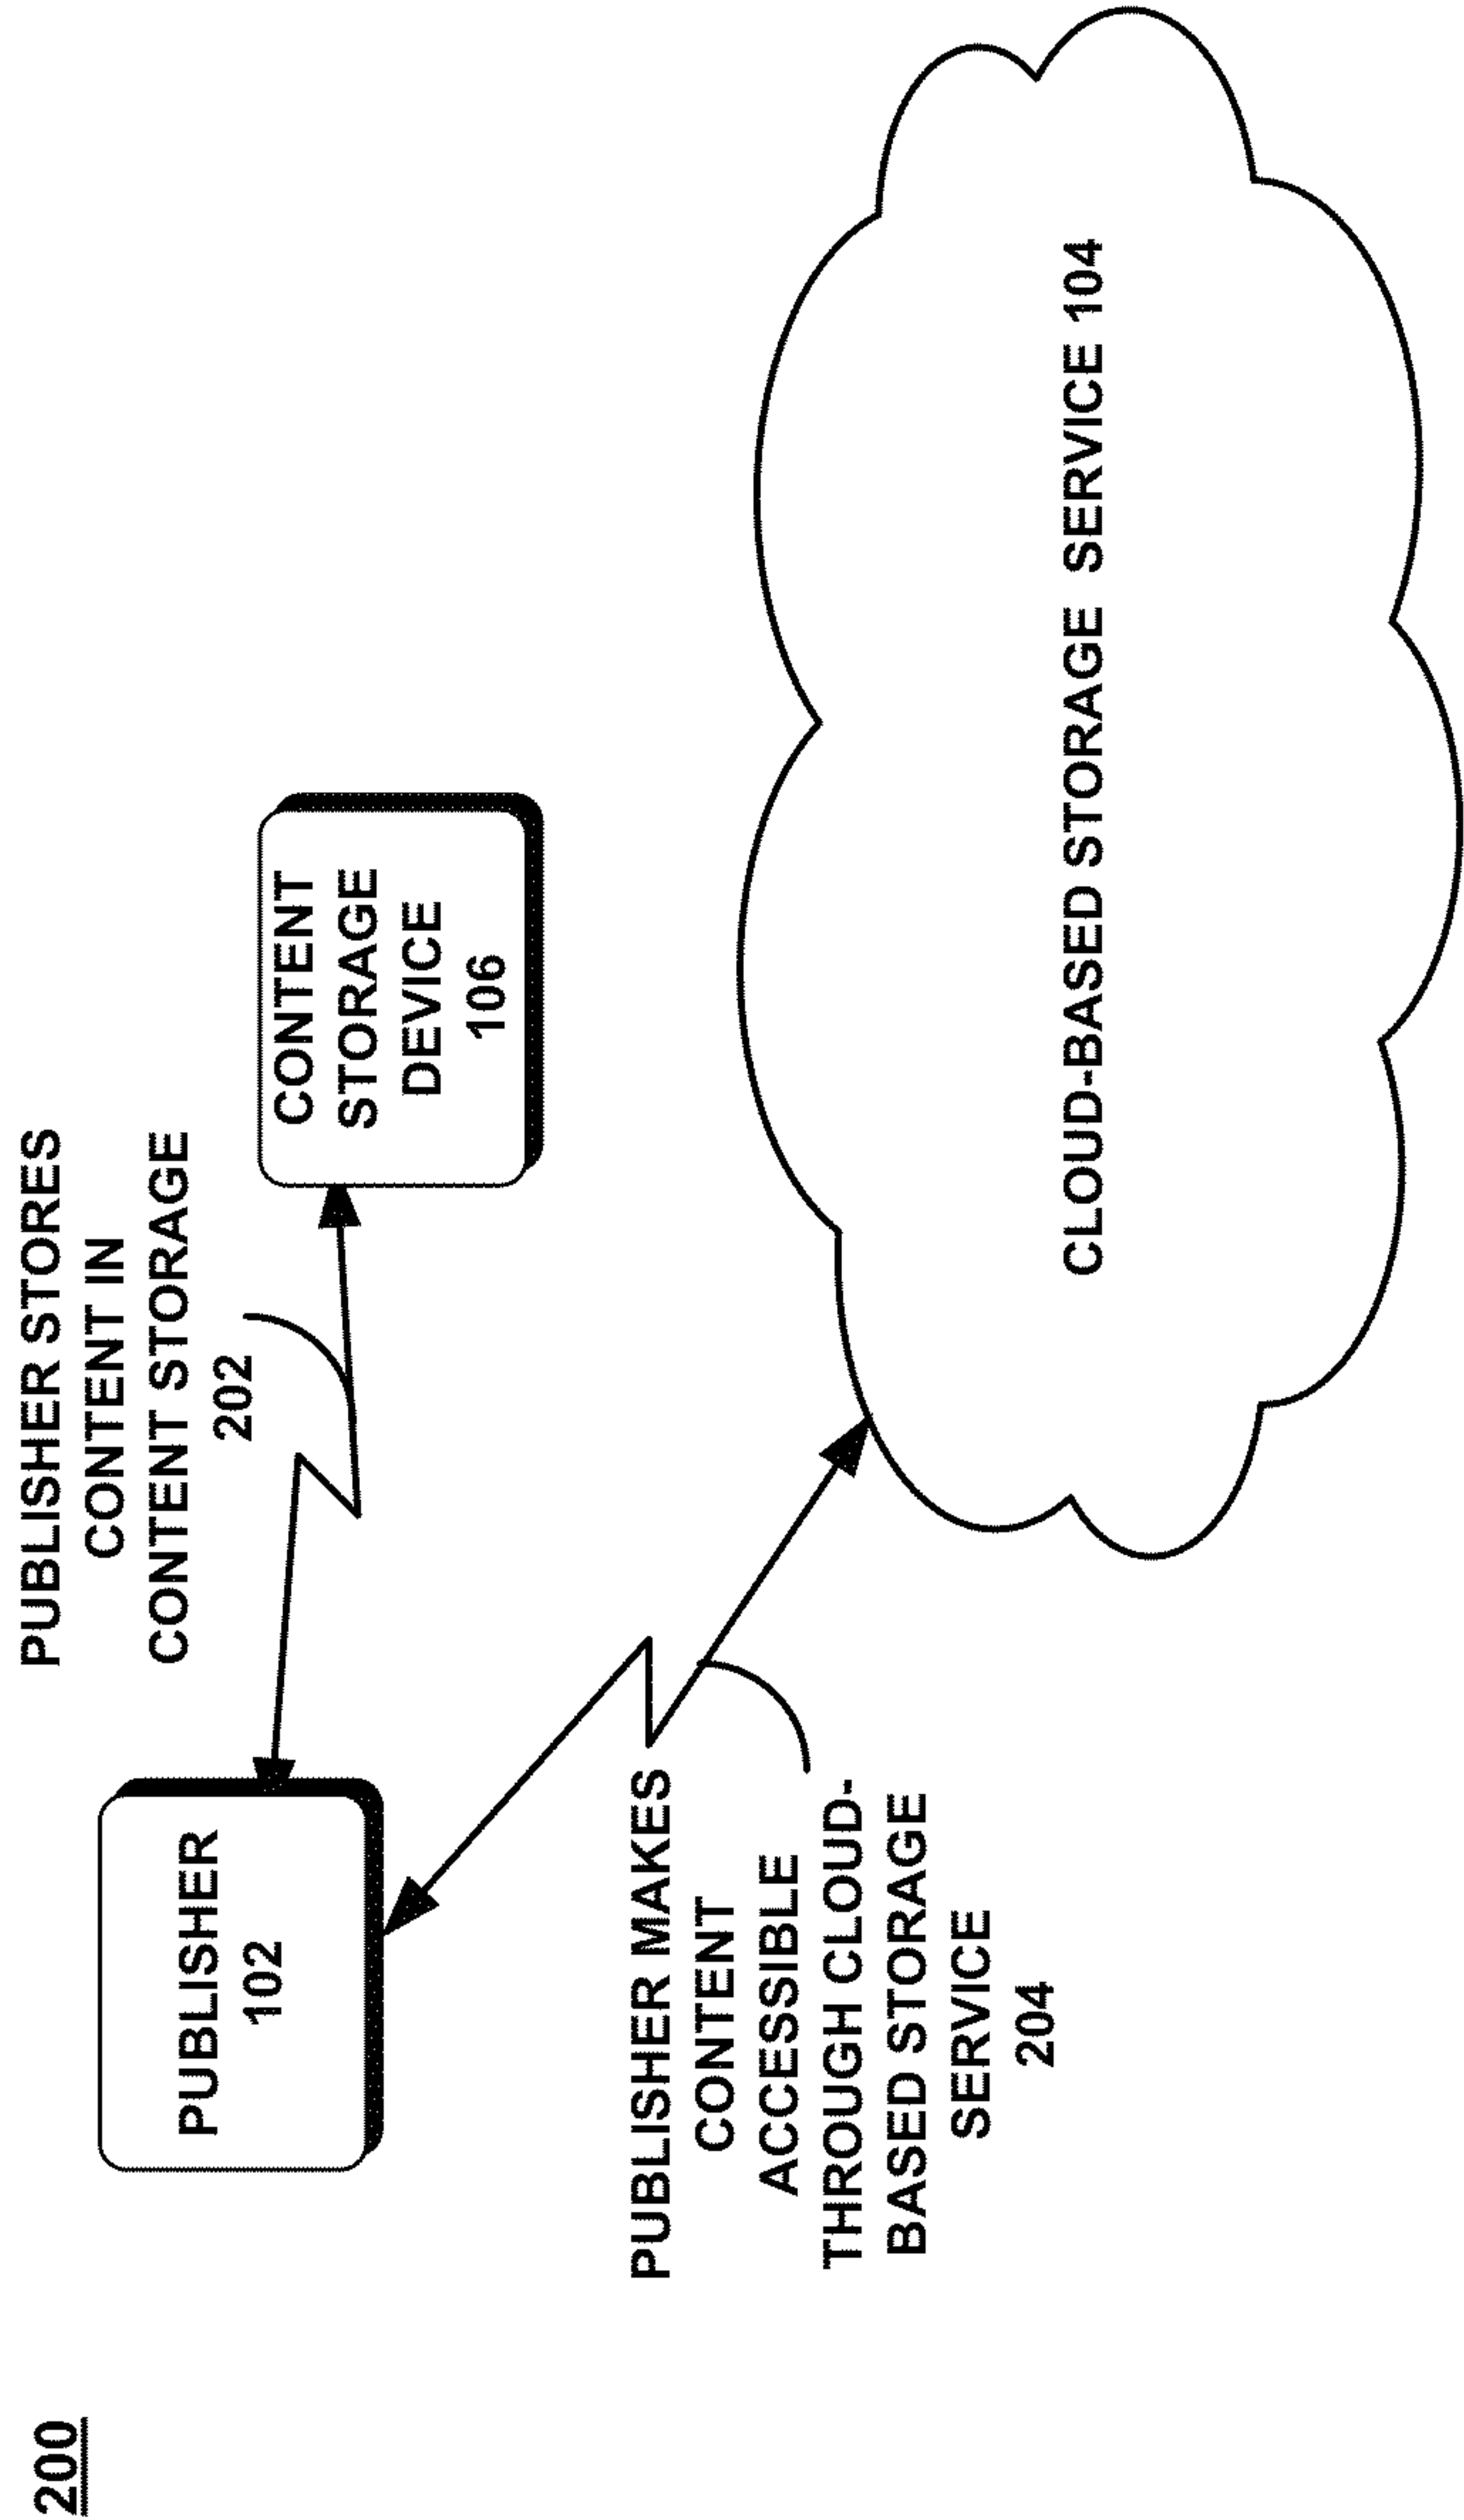 200
PUBLISHER STORES
CONTENT IN
CONTENT STORAGE
202
PUBLISHER
102
CONTENT
STORAGE
DEVICE
106
PUBLISHER MAKES
CONTENT
ACCESSIBLE
THROUGH CLOUD-
BASED STORAGE
SERVICE
204
CLOUD-BASED STORAGE SERVICE 104